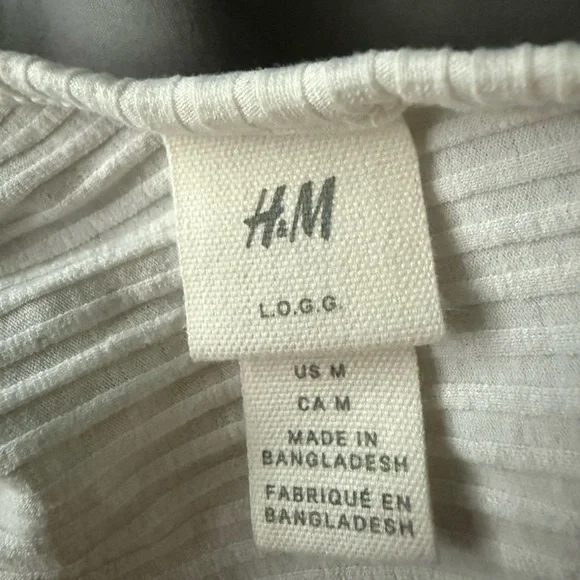 H&M
L.O.G.G.
US M
CA M
MADE IN
BANGLADESH
FABRIQUÉ EN
BANGLADESH